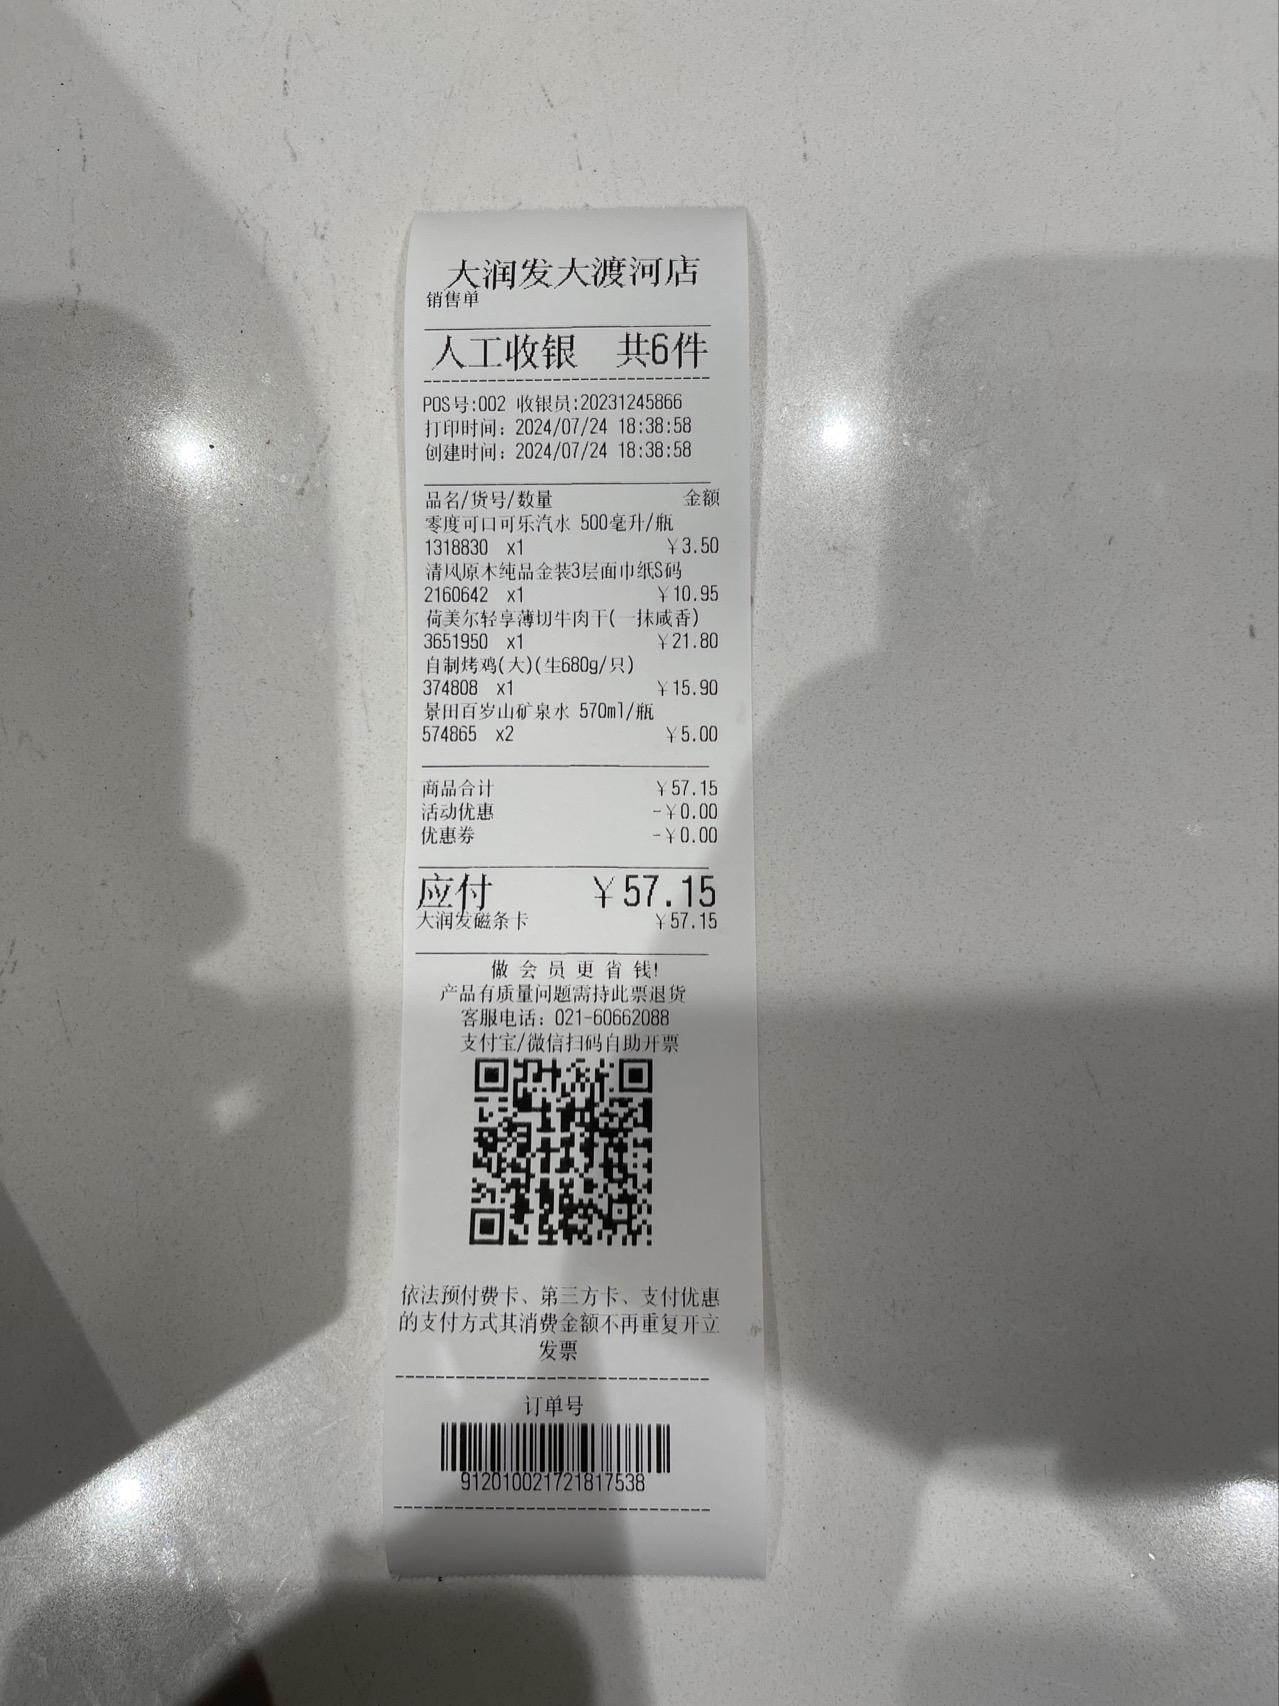 大润发大渡河店
销售单
人工收银 共6件
POS号:002 收银员:20231245866
打印时间: 2024/07/24 18:38:58
创建时间: 2024/07/24 18:38:58
品名/货号/数量 金额
零度可口可乐汽水 500毫升/瓶
1318830 x1 ￥3.50
清风原木纯品金装3层面巾纸S码
2160642 x1 ￥10.95
荷美尔轻享薄切牛肉干(一抹咸香)
3651950 x1 ￥21.80
自制烤鸡(大)(生680g/只)
374808 x1 ￥15.90
景田百岁山矿泉水 570ml/瓶
574865 x2 ￥5.00
商品合计 ￥57.15
活动优惠 -￥0.00
优惠券 -￥0.00
应付 ￥57.15
大润发磁条卡 ￥57.15
做 会 员 更 省 钱!
产品有质量问题需持此票退货
客服电话: 021-60662088
支付宝/微信扫码自助开票
依法预付费卡、第三方卡、支付优惠
的支付方式其消费金额不再重复开立
发票
订单号
912010021721817538